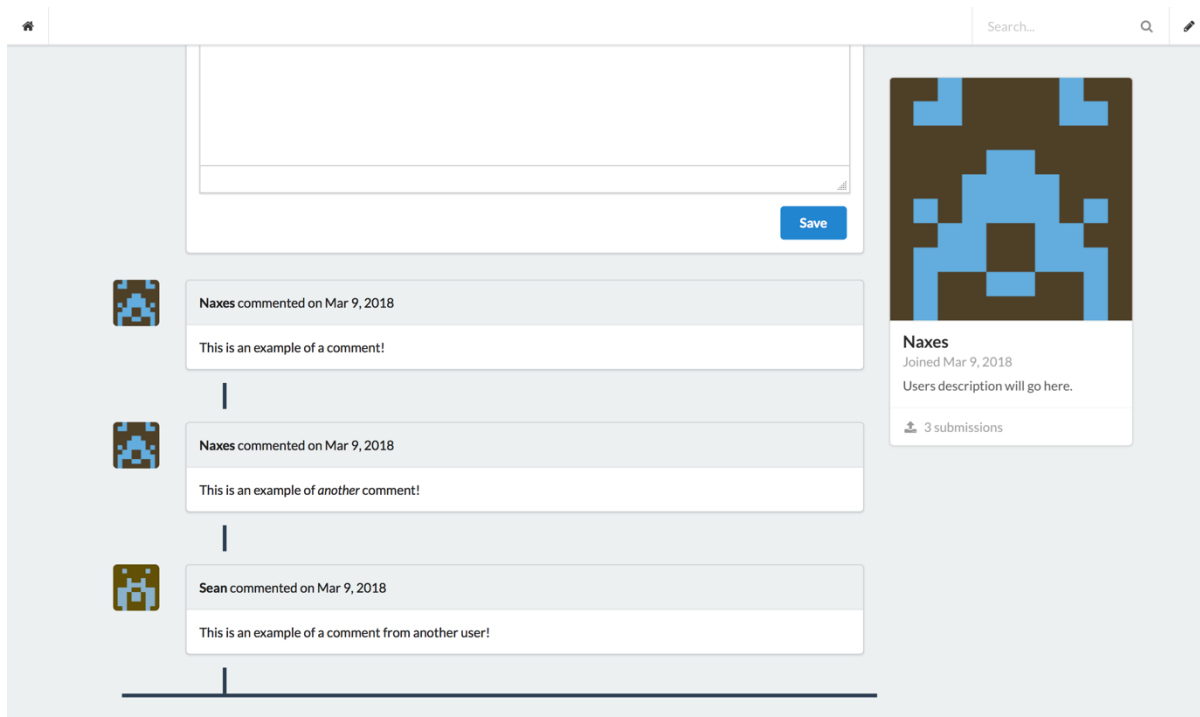 Search...
Save
Naxes commented on Mar 9, 2018
This is an example of a comment!
Naxes commented on Mar 9, 2018
This is an example of another comment!
Sean commented on Mar 9, 2018
This is an example of a comment from another user!
Naxes
Joined Mar 9, 2018
Users description will go here.
3 submissions